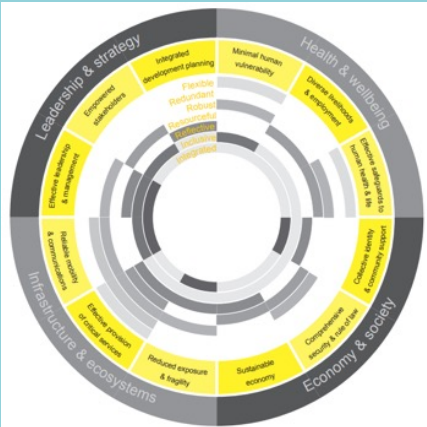 Leadership & strategy
Health & wellbeing
Integrated
development planning
Minimal human
vulnerability
Empowered
stakeholders
Diverse livelihoods
& employment
Effective leadership
& management
Effective safeguards to
human health & life
Flexible
Redundant
Robust
Resourceful
Reflective
Inclusive
Integrated
Reliable mobility
& communications
Collective identity
& community support
Effective provision
of critical services
Comprehensive
security & rule of law
Reduced exposure
& fragility
Sustainable
economy
Infrastructure & ecosystems
Economy & society